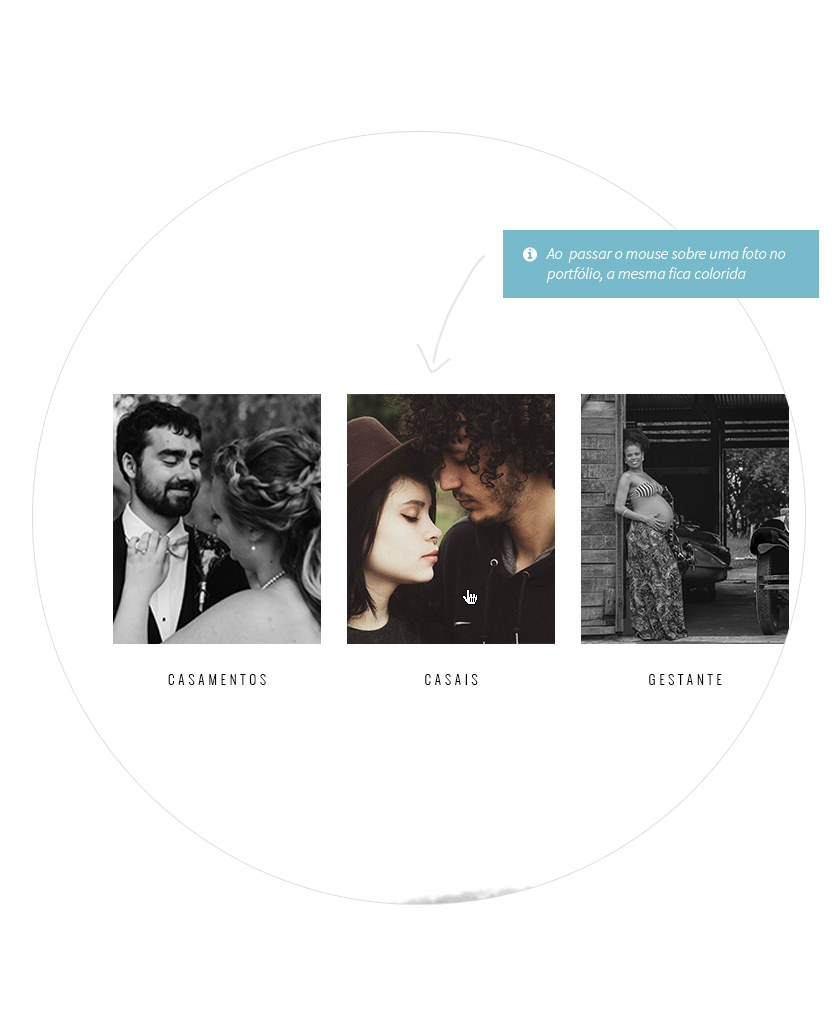 Ao passar o mouse sobre uma foto no
portfólio, a mesma fica colorida
CASAMENTOS
CASAIS
GESTANTE